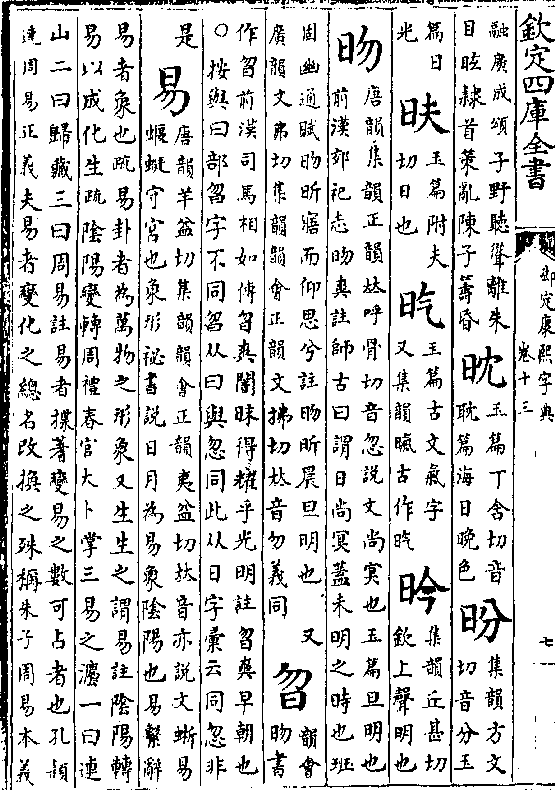 欽定四庫全書
御定康熙字典
卷十三
七一
融廣成頌子野聽聲離朱
目眩隸首策亂陳子籌昏
玉篇丁含切音
耽篇海日晚色
昐
集韻方文
切音分玉
篇日
光
玉篇附夫
切日也
㫓
玉篇古文氣字
又集韻暣古作㫓
昑
集韻丘甚切
欽上聲明也
昒
唐韻集韻正韻𠀤呼骨切音忽說文尚冥也玉篇旦明也
前漢郊祀志昒爽註師古曰謂日尚冥蓋未明之時也班
固幽通賦昒昕寤而仰思兮註昒昕晨旦明也 又
廣韻文弗切集韻韻會正韻文拂切𠀤音勿義同
曶
韻會
昒書
作曶前漢司馬相如傳曶爽闇昧得耀乎光明註曶爽早朝也
○按與曰部曶字不同曶从曰與忽同此从日字彙云同忽非
是
易
唐韻羊益切集韻韻會正韻夷益切𠀤音亦說文蜥易
蝘蜓守宮也象形秘書說日月為易象陰陽也易繫辭
易者象也疏易卦者為萬物之形象又生生之謂易註陰陽轉
易以成化生疏陰陽變轉周禮春官大卜掌三易之灋一曰連
山二曰歸藏三曰周易註易者揲蓍變易之數可占者也孔穎
達周易正義夫易者變化之總名改換之殊稱朱子周易本義